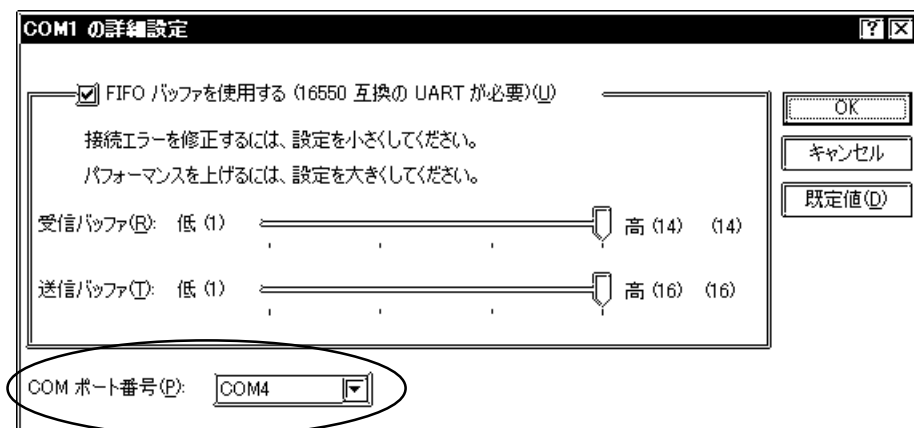 COM1 の詳細設定
FIFO バッファを使用する (16550 互換の UART が必要)(U)
接続エラーを修正するには、設定を小さくしてください。
パフォーマンスを上げるには、設定を大きくしてください。
受信バッファ(R): 低 (1) 高 (14) (14)
送信バッファ(T): 低 (1) 高 (16) (16)
COM ポート番号(P): COM4
OK
キャンセル
既定値(D)